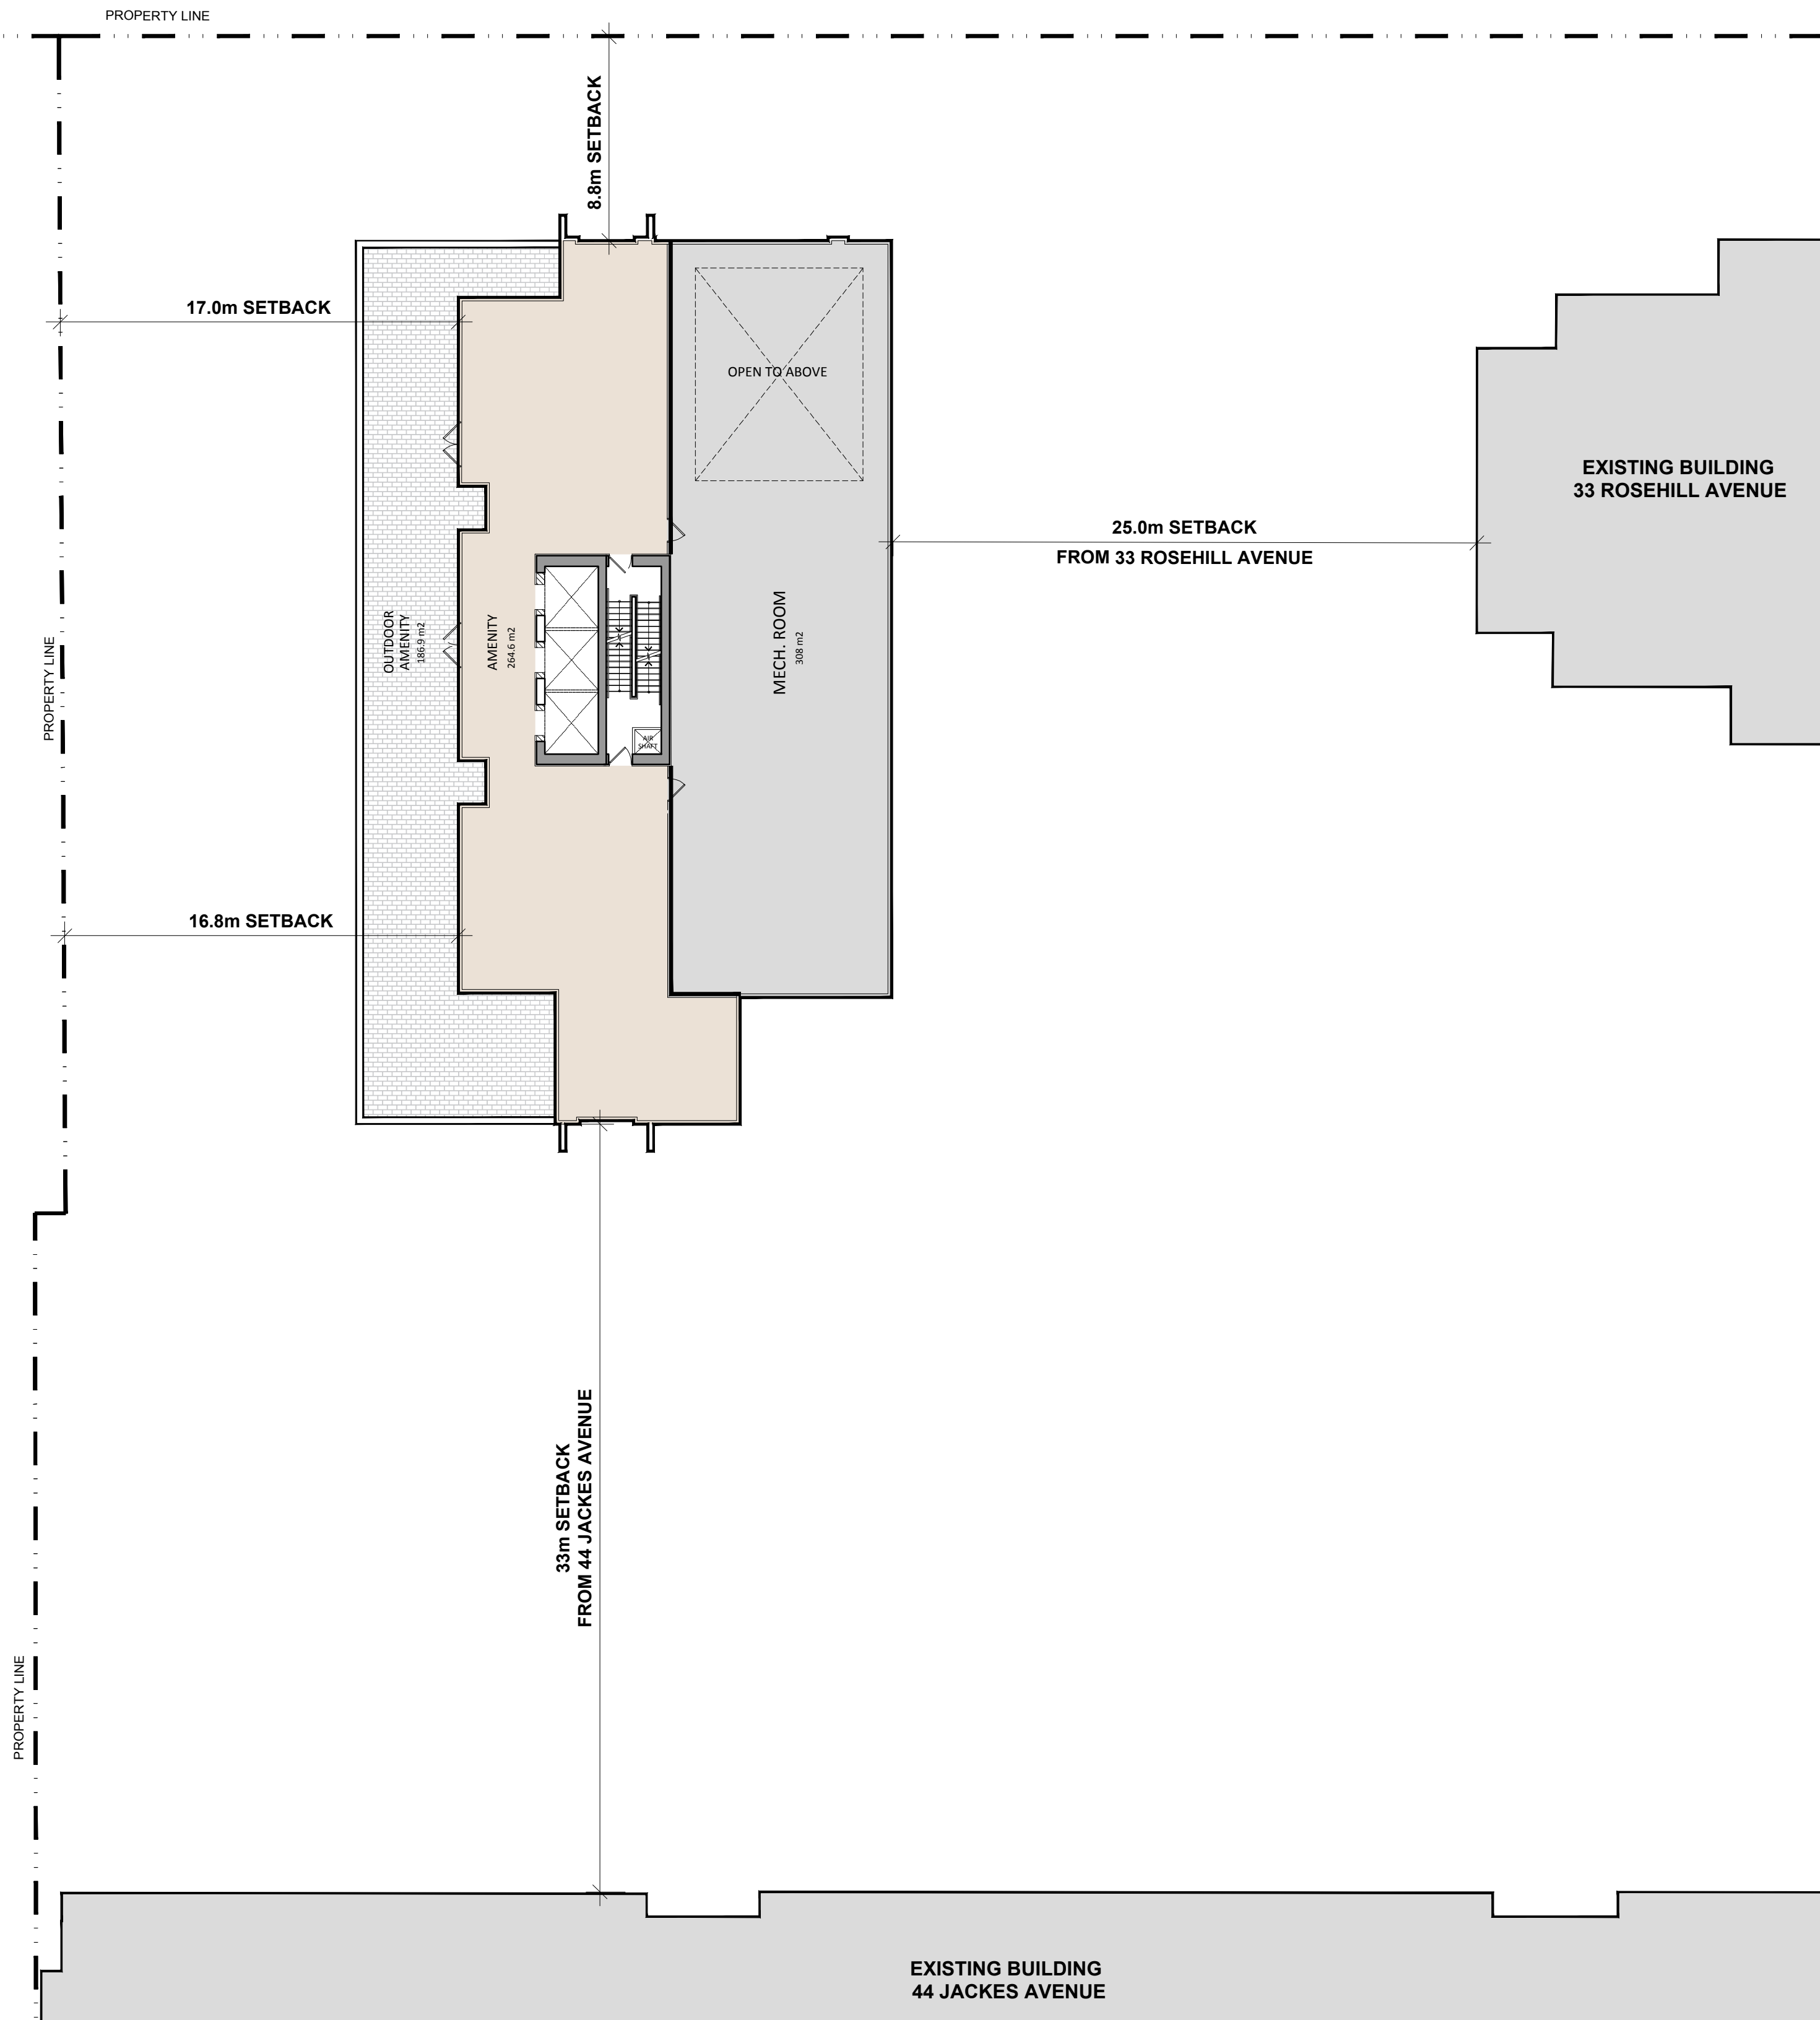 PROPERTY LINE
8.8m SETBACK
17.0m SETBACK
OPEN TO ABOVE
EXISTING BUILDING
33 ROSEHILL AVENUE
25.0m SETBACK
FROM 33 ROSEHILL AVENUE
PROPERTY LINE
OUTDOOR
AMENITY
186.9 m2
AMENITY
264.6 m2
MECH. ROOM
308 m2
AIR
SHAFT
16.8m SETBACK
33m SETBACK
FROM 44 JACKES AVENUE
PROPERTY LINE
EXISTING BUILDING
44 JACKES AVENUE